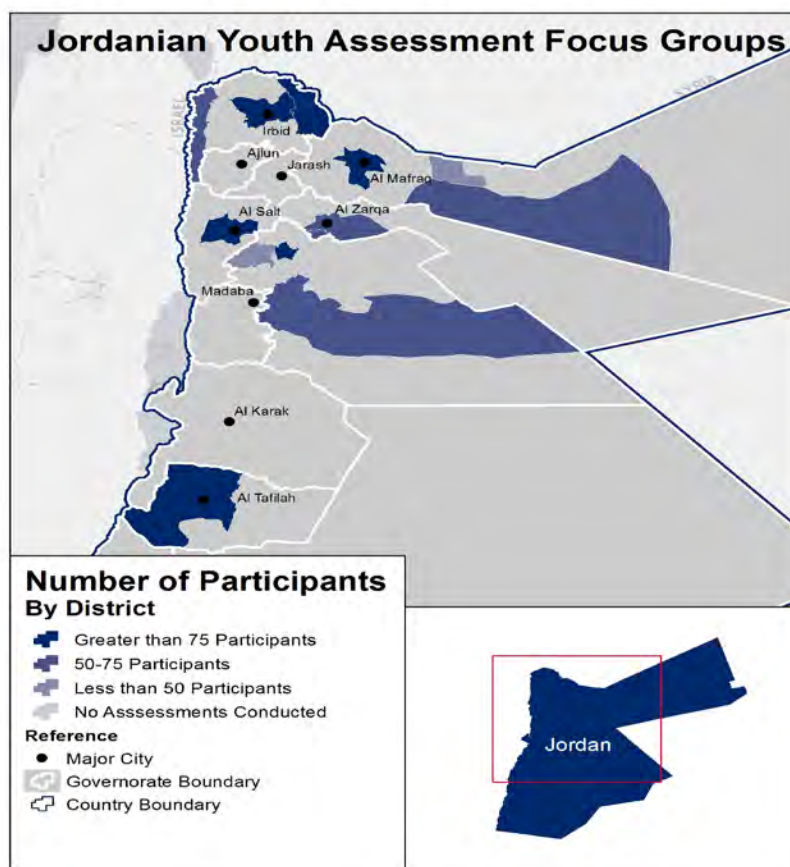 Jordanian Youth Assessment Focus Groups
SYRIA
ISRAEL
Irbid
Ajlun
Jarash
Al Mafraq
Al Salt
Al Zarqa
Madaba
Al Karak
Al Tafilah
Number of Participants
By District
Greater than 75 Participants
50-75 Participants
Less than 50 Participants
No Asssessments Conducted
Reference
Major City
Governorate Boundary
Country Boundary
Jordan